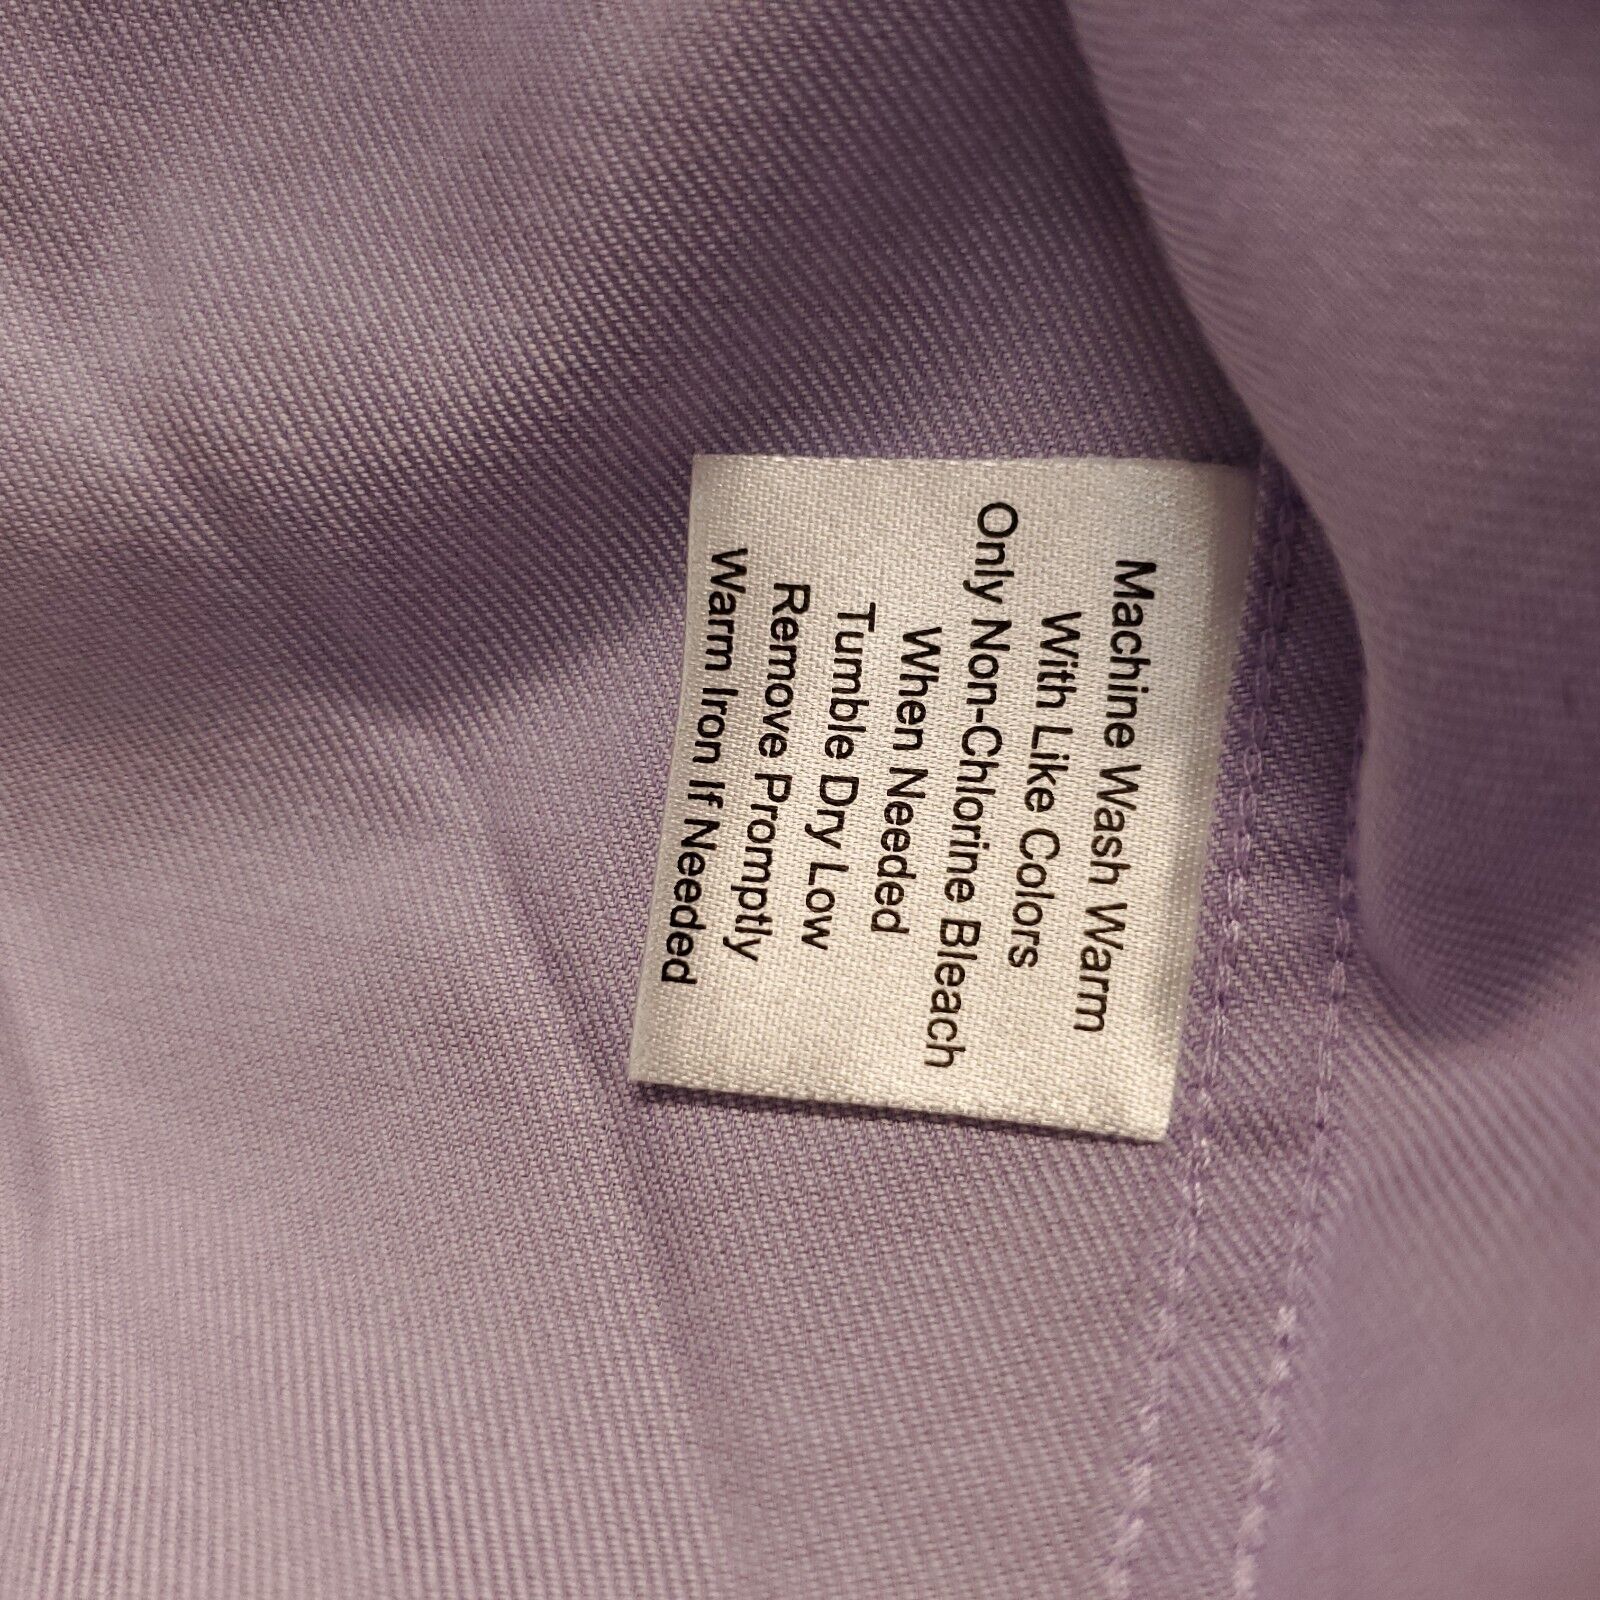 Machine Wash Warm
With Like Colors
Only Non-Chlorine Bleach
When Needed
Tumble Dry Low
Remove Promptly
Warm Iron If Needed